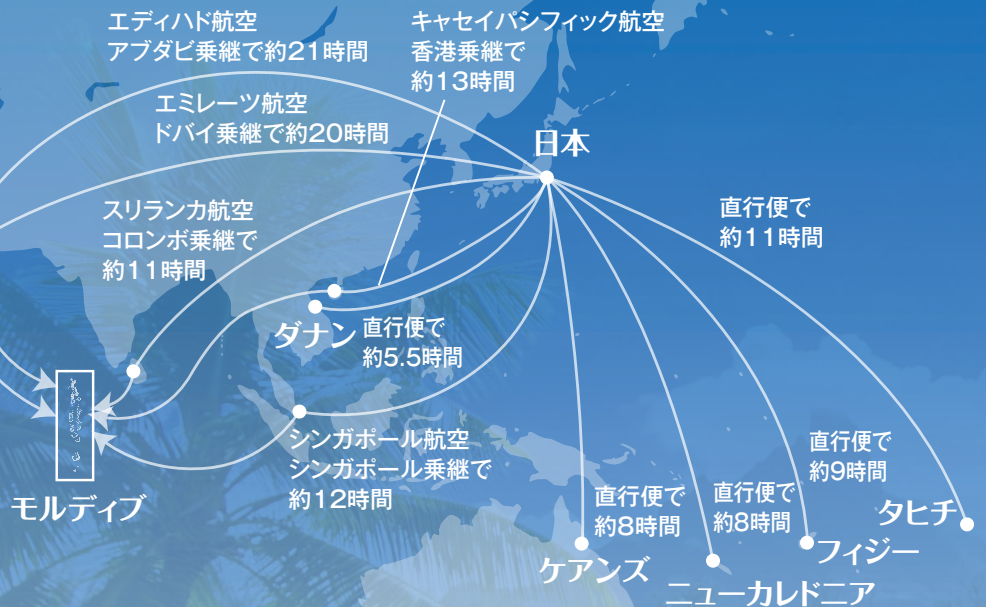 エディハド航空
アブダビ乗継で約21時間
キャセイパシフィック航空
香港乗継で
約13時間
エミレーツ航空
ドバイ乗継で約20時間
日本
スリランカ航空
コロンボ乗継で
約11時間
直行便で
約11時間
ダナン
直行便で
約5.5時間
シンガポール航空
シンガポール乗継で
約12時間
モルディブ
直行便で
約8時間
ケアンズ
直行便で
約8時間
ニューカレドニア
直行便で
約9時間
フィジー
タヒチ